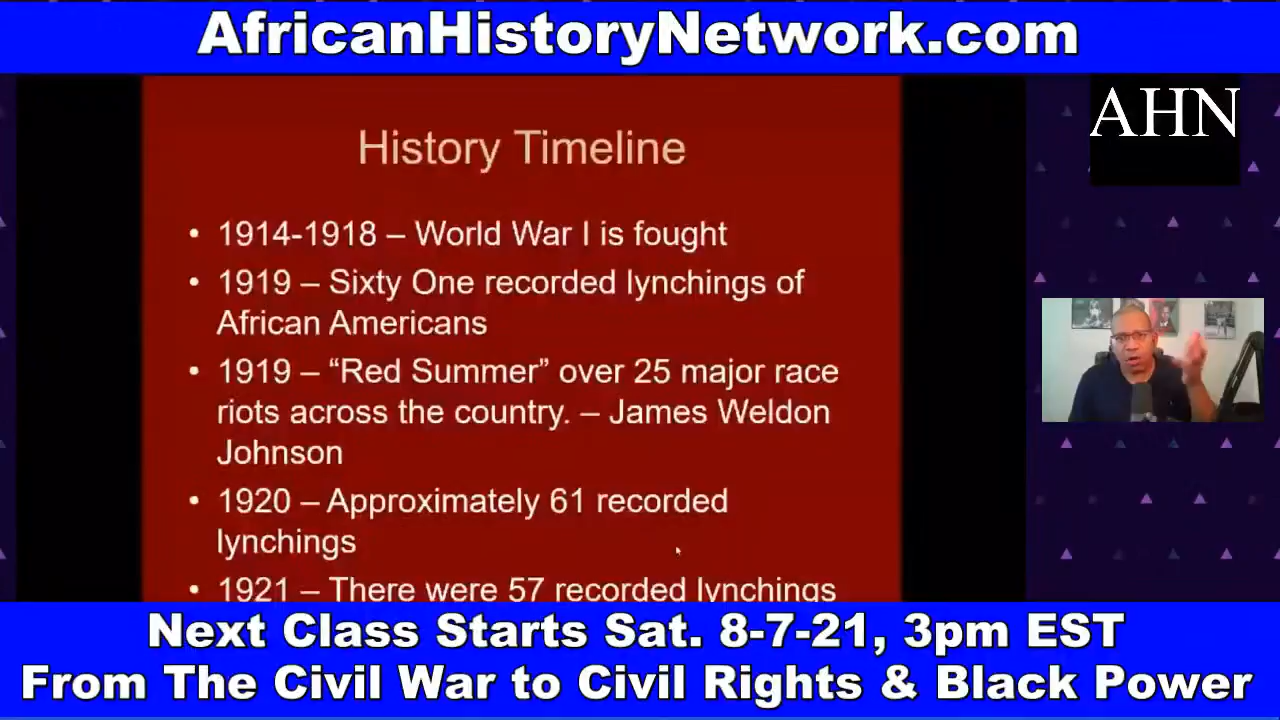 AfricanHistoryNetwork.com
AHN
History Timeline
• 1914-1918 – World War I is fought
• 1919 – Sixty One recorded lynchings of
African Americans
• 1919 – “Red Summer” over 25 major race
riots across the country. – James Weldon
Johnson
• 1920 – Approximately 61 recorded
lynchings
• 1921 – There were 57 recorded lynchings
Next Class Starts Sat. 8-7-21, 3pm EST
From The Civil War to Civil Rights & Black Power